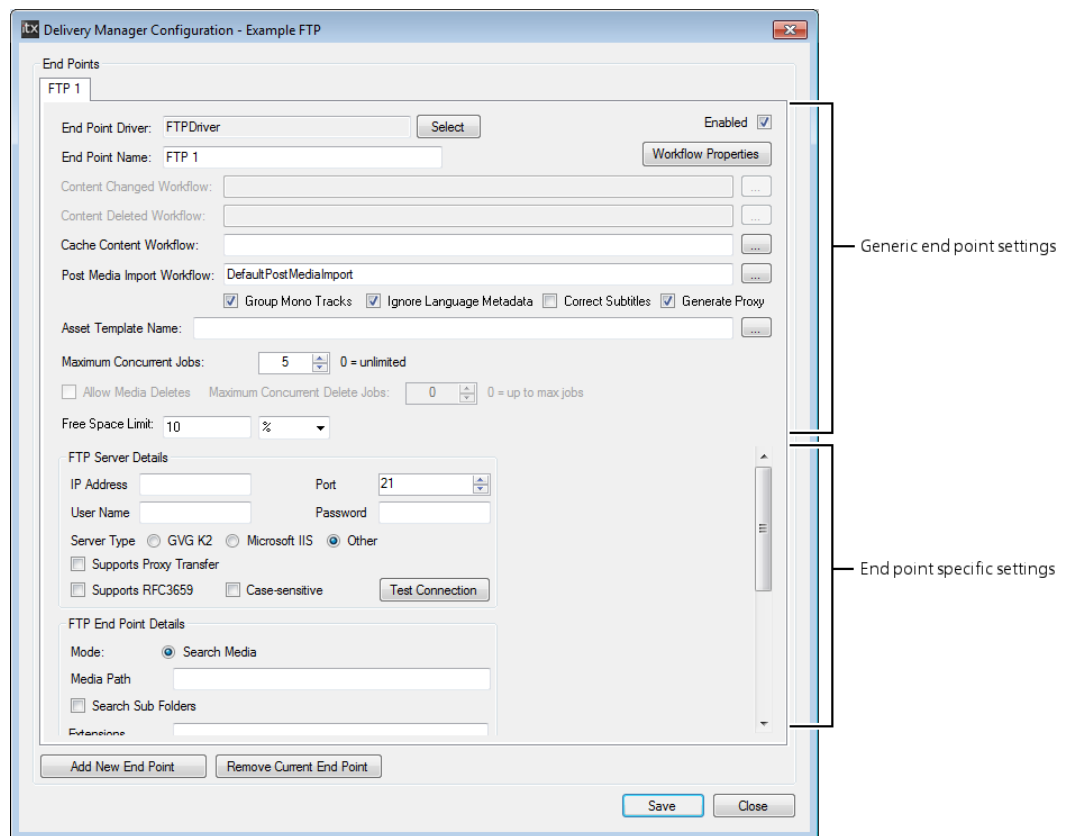 itx Delivery Manager Configuration - Example FTP
End Points
FTP 1
End Point Driver: FTPDriver Select Enabled
End Point Name: FTP 1 Workflow Properties
Content Changed Workflow: ...
Content Deleted Workflow: ...
Cache Content Workflow: ...
Generic end point settings
Post Media Import Workflow: DefaultPostMediaImport ...
Group Mono Tracks Ignore Language Metadata Correct Subtitles Generate Proxy
Asset Template Name: ...
Maximum Concurrent Jobs: 5 0 = unlimited
Allow Media Deletes Maximum Concurrent Delete Jobs: 0 0 = up to max jobs
Free Space Limit: 10 %
FTP Server Details
IP Address Port 21
User Name Password
Server Type GVG K2 Microsoft IIS Other
Supports Proxy Transfer
End point specific settings
Supports RFC3659 Case-sensitive Test Connection
FTP End Point Details
Mode: Search Media
Media Path
Search Sub Folders
Extensions
Add New End Point Remove Current End Point
Save Close